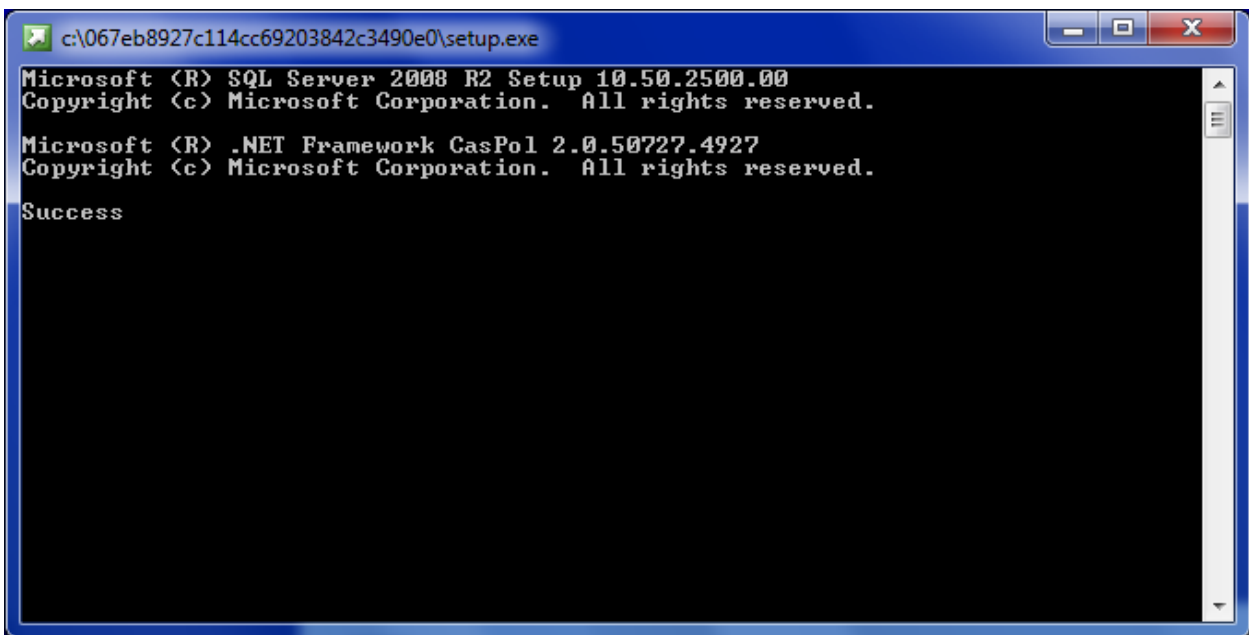 c:\067eb8927c114cc69203842c3490e0\setup.exe
Microsoft (R) SQL Server 2008 R2 Setup 10.50.2500.00
Copyright (c) Microsoft Corporation.  All rights reserved.
Microsoft (R) .NET Framework CasPol 2.0.50727.4927
Copyright (c) Microsoft Corporation.  All rights reserved.
Success